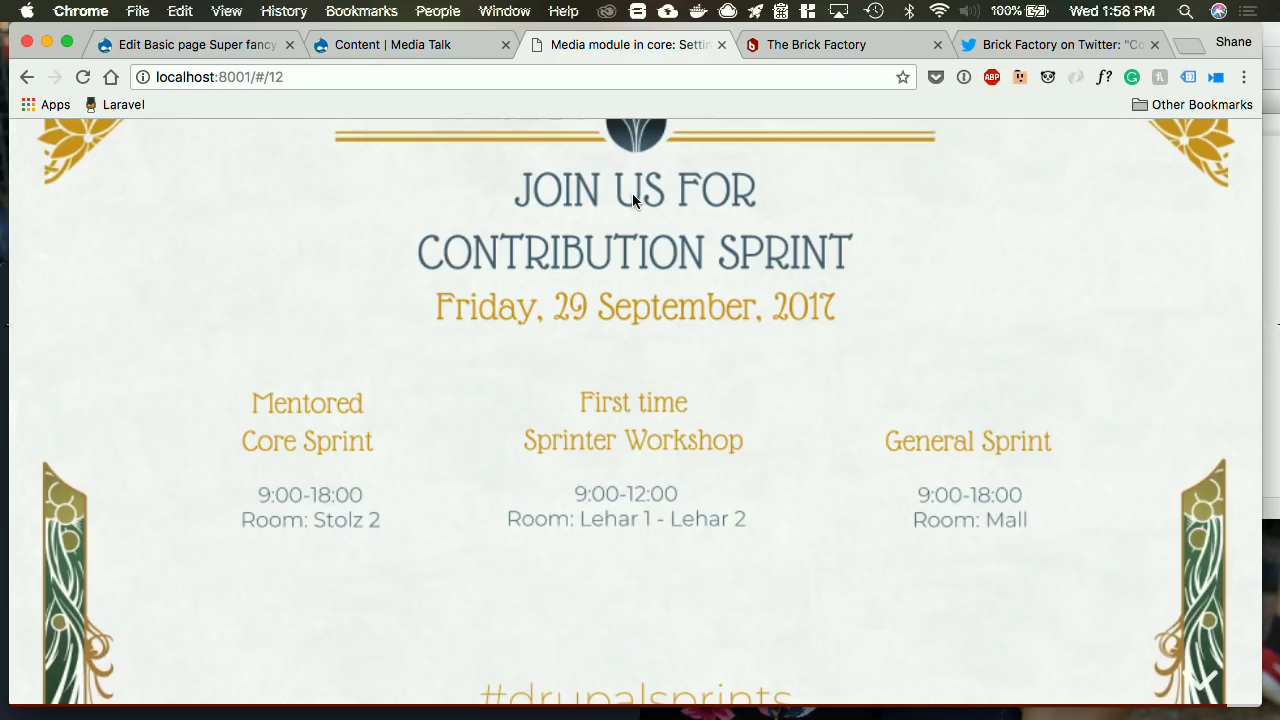 Chrome File Edit View History Bookmarks People Window Help 100% Wed 1:56 PM
Edit Basic page Super fancy Content | Media Talk Media module in core: Settin The Brick Factory Brick Factory on Twitter: "Co Shane
localhost:8001/#/12 ABP f?
Apps Laravel Other Bookmarks
JOIN US FOR
CONTRIBUTION SPRINT
Friday, 29 September, 2017
Mentored
Core Sprint
9:00-18:00
Room: Stolz 2
First time
Sprinter Workshop
9:00-12:00
Room: Lehar 1 - Lehar 2
General Sprint
9:00-18:00
Room: Mall
#drupalsprints